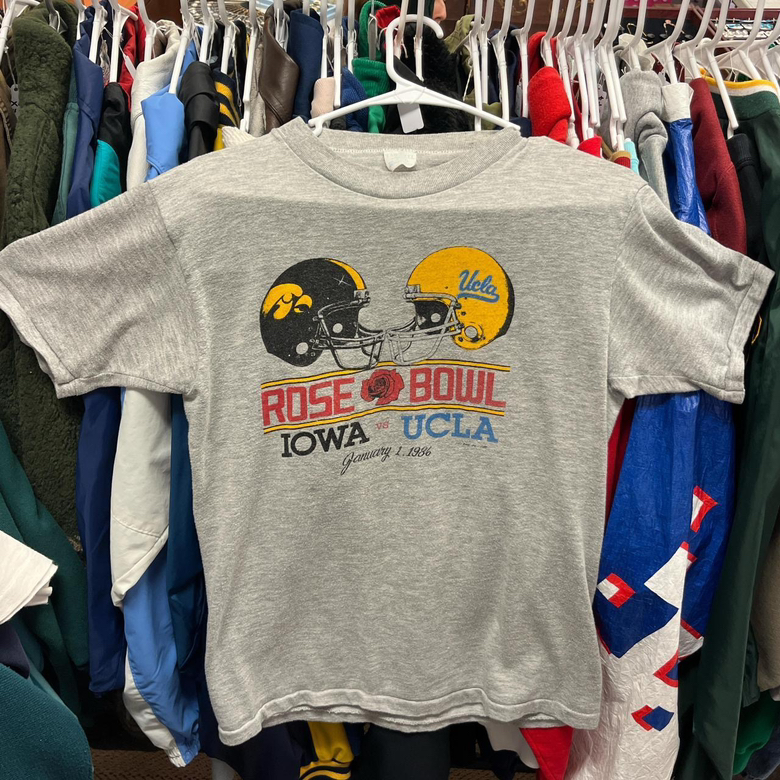 Ucla
ROSE BOWL
IOWA vs UCLA
January 1, 1986